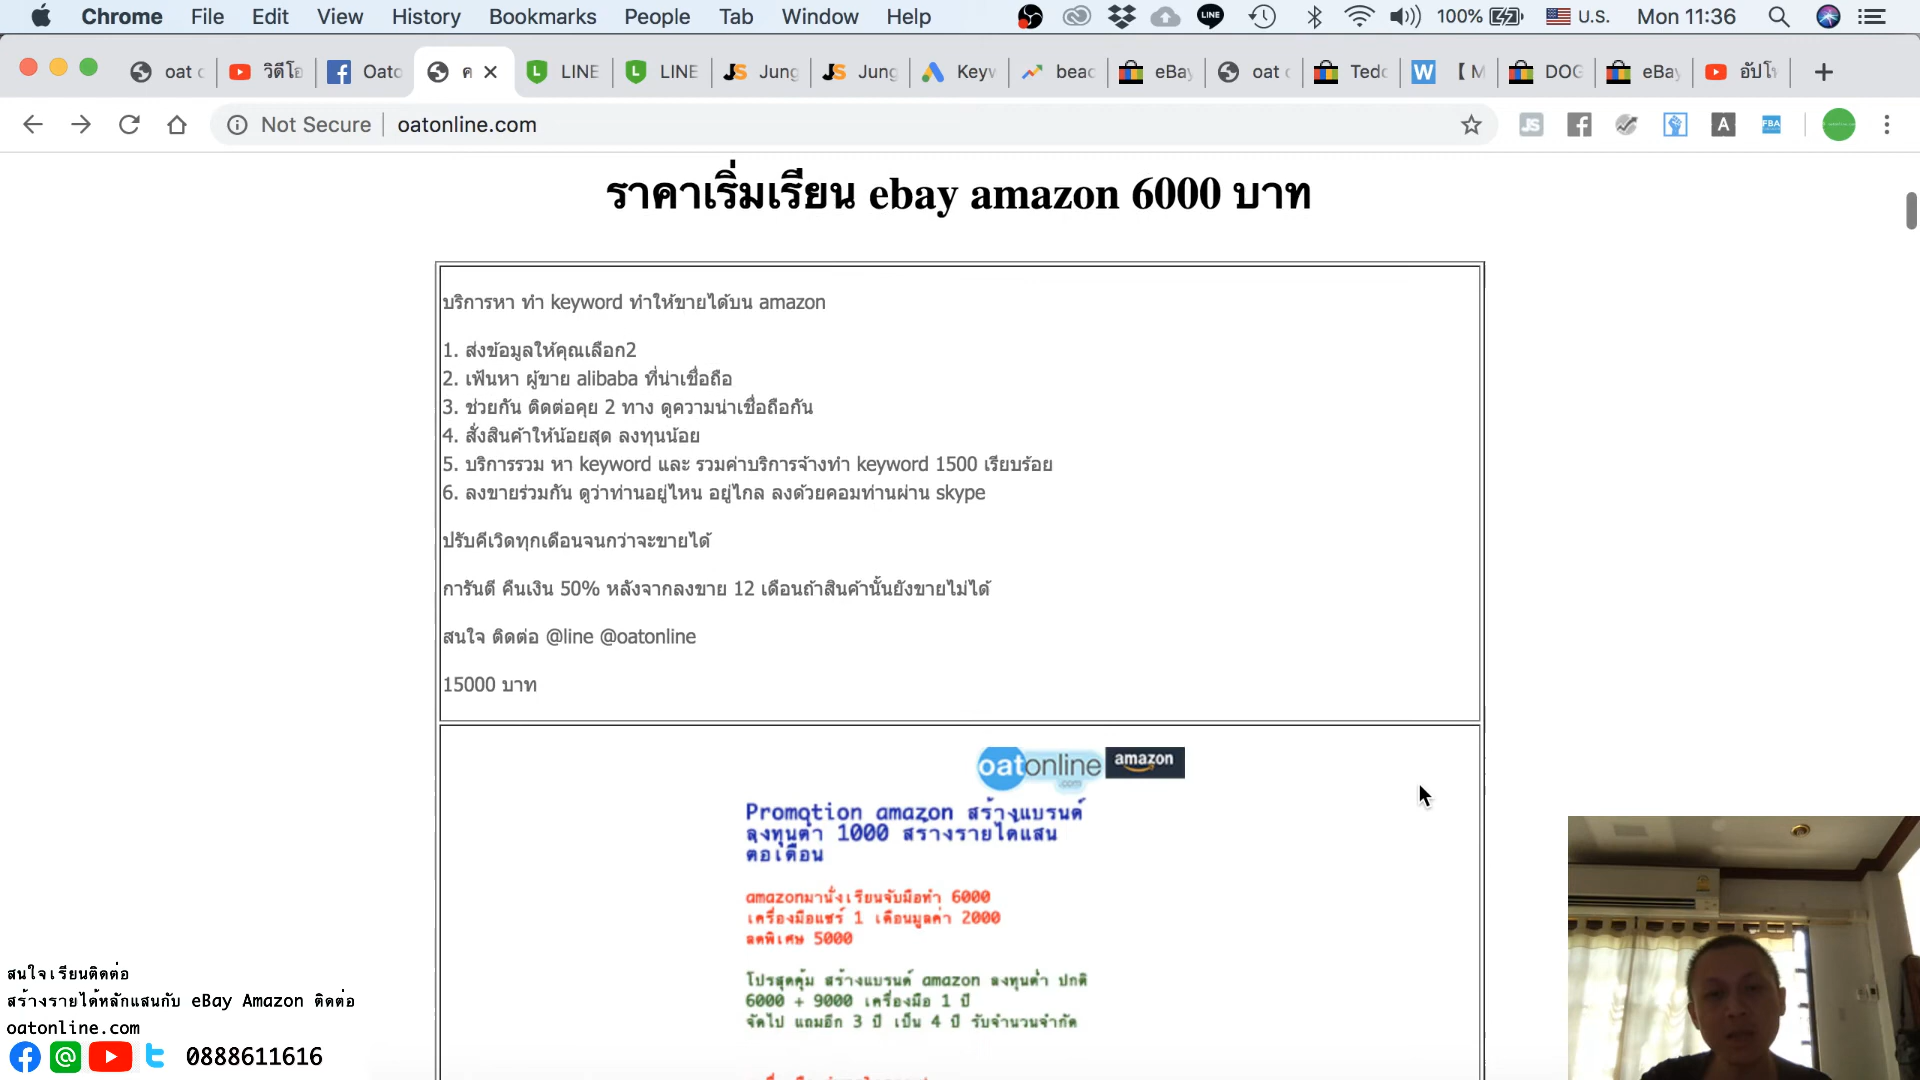 Chrome File Edit View History Bookmarks People Tab Window Help 100% U.S. Mon 11:36
oat วิดีโอ Oato ค LINE LINE Jung Jung Keyw beac eBay oat Tedd M DOG eBay อัปโห
Not Secure oatonline.com
ราคาเริ่มเรียน ebay amazon 6000 บาท
บริการหา ทำ keyword ทำให้ขายได้บน amazon
1. ส่งข้อมูลให้คุณเลือก2
2. เฟ้นหา ผู้ขาย alibaba ที่น่าเชื่อถือ
3. ช่วยกัน ติดต่อคุย 2 ทาง ดูความน่าเชื่อถือกัน
4. สั่งสินค้าให้น้อยสุด ลงทุนน้อย
5. บริการรวม หา keyword และ รวมค่าบริการจ้างทำ keyword 1500 เรียบร้อย
6. ลงขายร่วมกัน ดูว่าท่านอยู่ไหน อยู่ไกล ลงด้วยคอมท่านผ่าน skype
ปรับคีเวิดทุกเดือนจนกว่าจะขายได้
การันตี คืนเงิน 50% หลังจากลงขาย 12 เดือนถ้าสินค้านั้นยังขายไม่ได้
สนใจ ติดต่อ @line @oatonline
15000 บาท
oatonline .com amazon
Promotion amazon สร้างแบรนด์
ลงทุนต่ำ 1000 สร้างรายได้แสน
ต่อเดือน
amazonมานั่งเรียนจับมือทำ 6000
เครื่องมือแชร์ 1 เดือนมูลค่า 2000
ลดพิเศษ 5000
โปรสุดคุ้ม สร้างแบรนด์ amazon ลงทุนต่ำ ปกติ
6000 + 9000 เครื่องมือ 1 ปี
จัดไป แถมอีก 3 ปี เป็น 4 ปี รับจำนวนจำกัด
สนใจเรียนติดต่อ
สร้างรายได้หลักแสนกับ eBay Amazon ติดต่อ
oatonline.com
0888611616